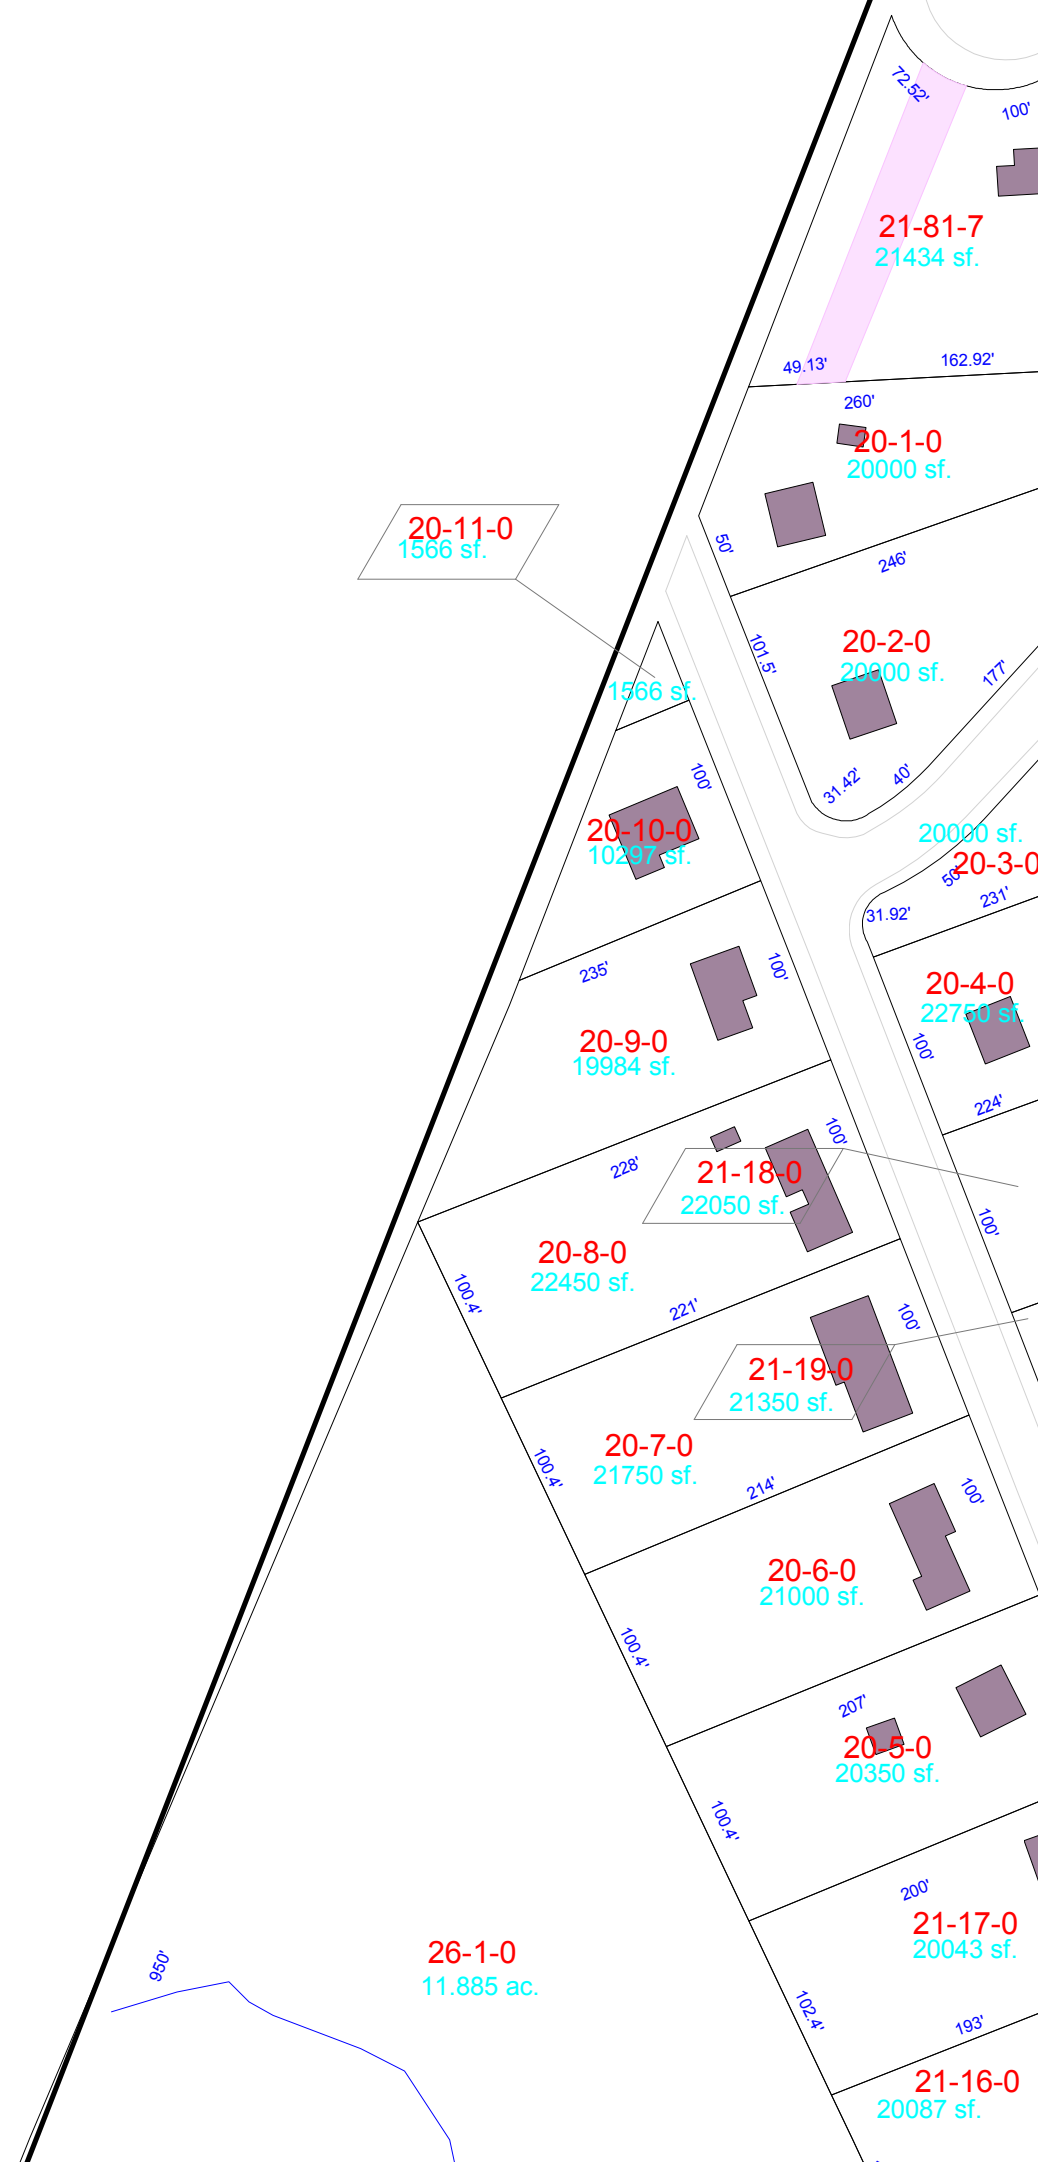 72.52'
100'
21-81-7
21434 sf.
49.13'
162.92'
260'
20-1-0
20000 sf.
20-11-0
1566 sf.
50'
246'
101.5'
20-2-0
20000 sf.
177'
1566 sf.
100'
31.42'
40'
20-10-0
10297 sf.
20000 sf.
20-3-0
50'
231'
31.92'
235'
100'
20-4-0
22750 sf.
20-9-0
19984 sf.
100'
224'
228'
100'
21-18-0
22050 sf.
100'
20-8-0
22450 sf.
100.4'
221'
100'
21-19-0
21350 sf.
20-7-0
21750 sf.
100.4'
214'
100'
20-6-0
21000 sf.
100.4'
207'
20-5-0
20350 sf.
100.4'
200'
21-17-0
20043 sf.
26-1-0
11.885 ac.
950'
102.4'
193'
21-16-0
20087 sf.